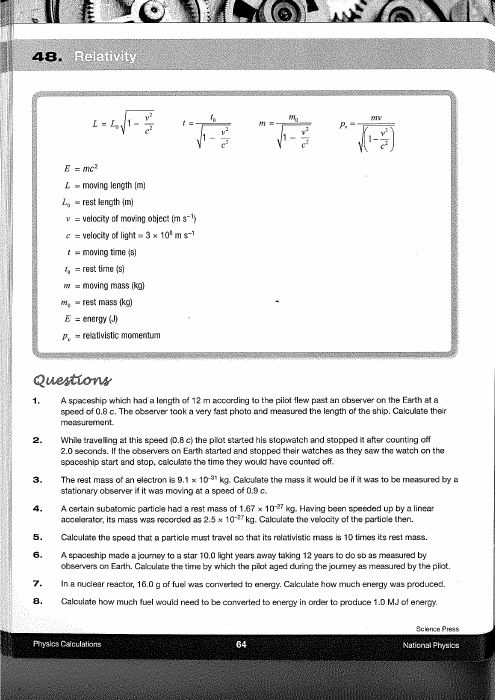 48. Relativity
L = L₀√(1 − v²/c²)   t = t₀/√(1 − v²/c²)   m = m₀/√(1 − v²/c²)   pᵥ = mv/√(1 − v²/c²)
E = mc²
L = moving length (m)
L₀ = rest length (m)
v = velocity of moving object (m s⁻¹)
c = velocity of light = 3 × 10⁸ m s⁻¹
t = moving time (s)
t₀ = rest time (s)
m = moving mass (kg)
m₀ = rest mass (kg)
E = energy (J)
pᵥ = relativistic momentum
Questions
1. A spaceship which had a length of 12 m according to the pilot flew past an observer on the Earth at a
speed of 0.8 c. The observer took a very fast photo and measured the length of the ship. Calculate their
measurement.
2. While travelling at this speed (0.8 c) the pilot started his stopwatch and stopped it after counting off
2.0 seconds. If the observers on Earth started and stopped their watches as they saw the watch on the
spaceship start and stop, calculate the time they would have counted off.
3. The rest mass of an electron is 9.1 × 10⁻³¹ kg. Calculate the mass it would be if it was to be measured by a
stationary observer if it was moving at a speed of 0.9 c.
4. A certain subatomic particle had a rest mass of 1.67 × 10⁻²⁷ kg. Having been speeded up by a linear
accelerator, its mass was recorded as 2.5 × 10⁻²⁷ kg. Calculate the velocity of the particle then.
5. Calculate the speed that a particle must travel so that its relativistic mass is 10 times its rest mass.
6. A spaceship made a journey to a star 10.0 light years away taking 12 years to do so as measured by
observers on Earth. Calculate the time by which the pilot aged during the journey as measured by the pilot.
7. In a nuclear reactor, 16.0 g of fuel was converted to energy. Calculate how much energy was produced.
8. Calculate how much fuel would need to be converted to energy in order to produce 1.0 MJ of energy.
Science Press
Physics Calculations 64 National Physics